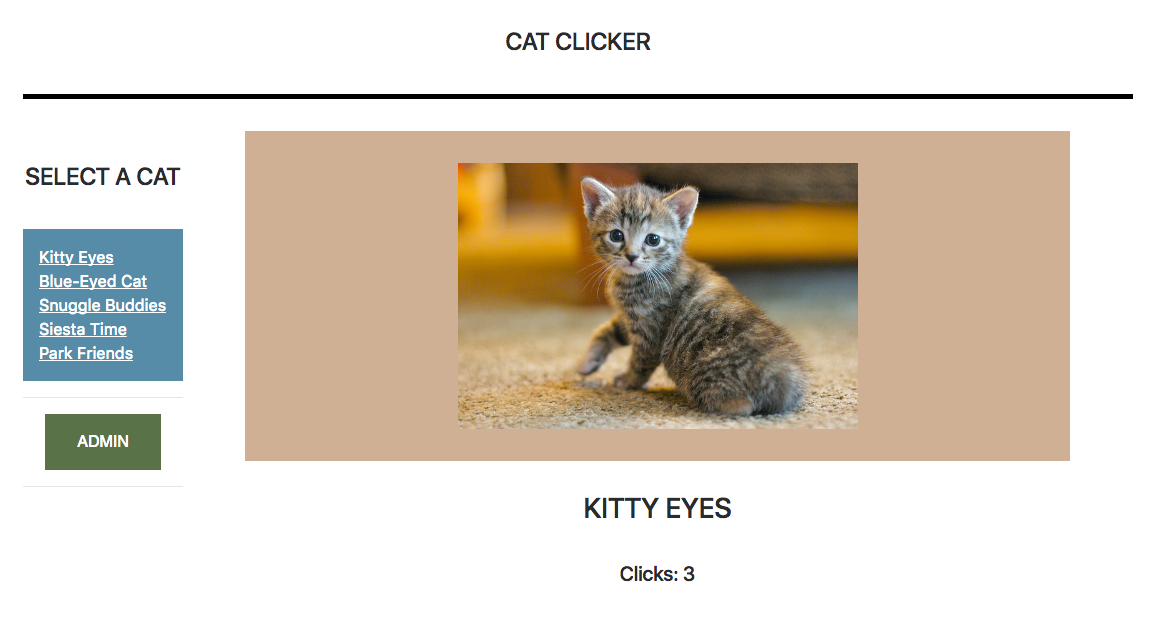 CAT CLICKER
SELECT A CAT
Kitty Eyes
Blue-Eyed Cat
Snuggle Buddies
Siesta Time
Park Friends
ADMIN
KITTY EYES
Clicks: 3